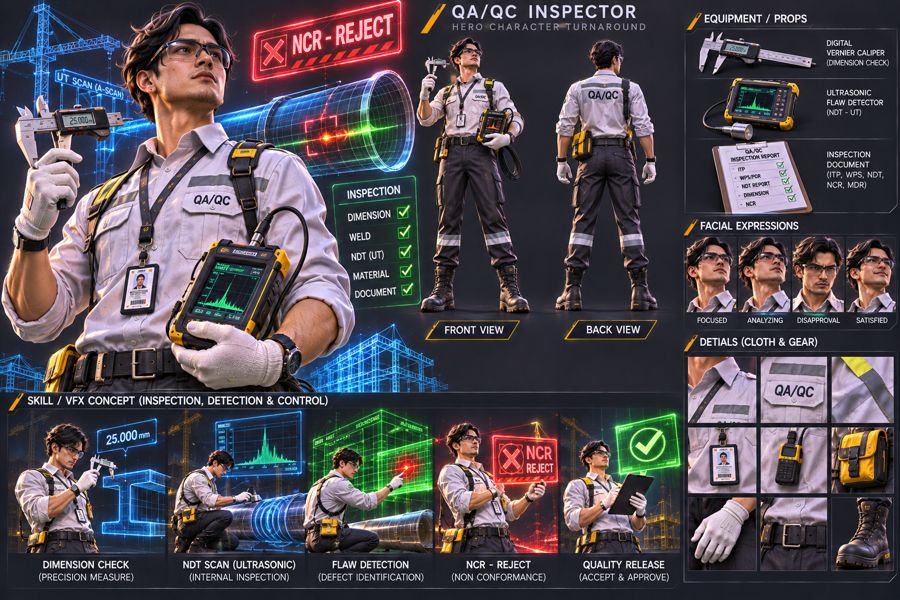 QA/QC INSPECTOR
HERO CHARACTER TURNAROUND
NCR - REJECT
UT SCAN (A-SCAN)
25.000
QA/QC
INSPECTION
DIMENSION
WELD
NDT (UT)
MATERIAL
DOCUMENT
QA/QC
FRONT VIEW
BACK VIEW
EQUIPMENT / PROPS
DIGITAL
VERNIER CALIPER
(DIMENSION CHECK)
ULTRASONIC
FLAW DETECTOR
(NDT - UT)
QA/QC
INSPECTION REPORT
ITP
WPS/PQR
NDT REPORT
DIMENSION
NCR
INSPECTION
DOCUMENT
(ITP, WPS, NDT,
NCR, MDR)
FACIAL EXPRESSIONS
FOCUSED
ANALYZING
DISAPPROVAL
SATISFIED
DETIALS (CLOTH & GEAR)
QA/QC
SKILL / VFX CONCEPT (INSPECTION, DETECTION & CONTROL)
25.000 mm
NCR
REJECT
DIMENSION CHECK
(PRECISION MEASURE)
NDT SCAN (ULTRASONIC)
(INTERNAL INSPECTION)
FLAW DETECTION
(DEFECT IDENTIFICATION)
NCR - REJECT
(NON CONFORMANCE)
QUALITY RELEASE
(ACCEPT & APPROVE)